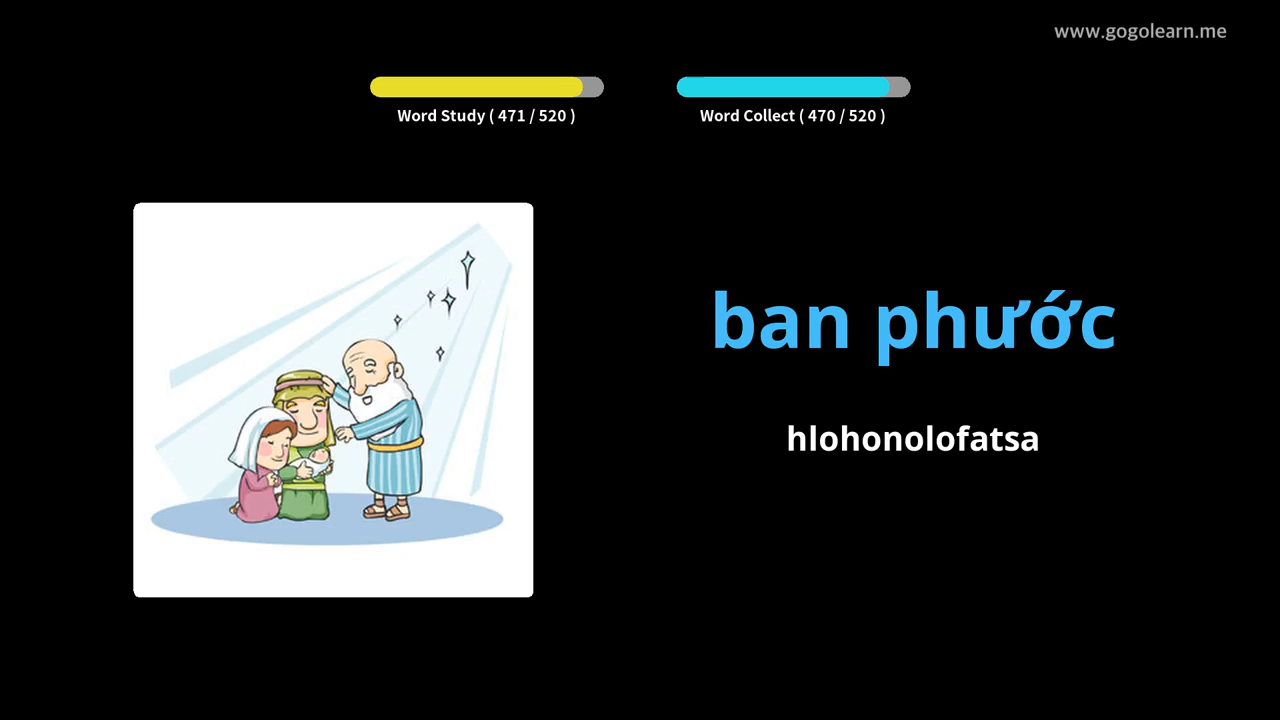 www.gogolearn.me
Word Study ( 471 / 520 )
Word Collect ( 470 / 520 )
ban phước
hlohonolofatsa